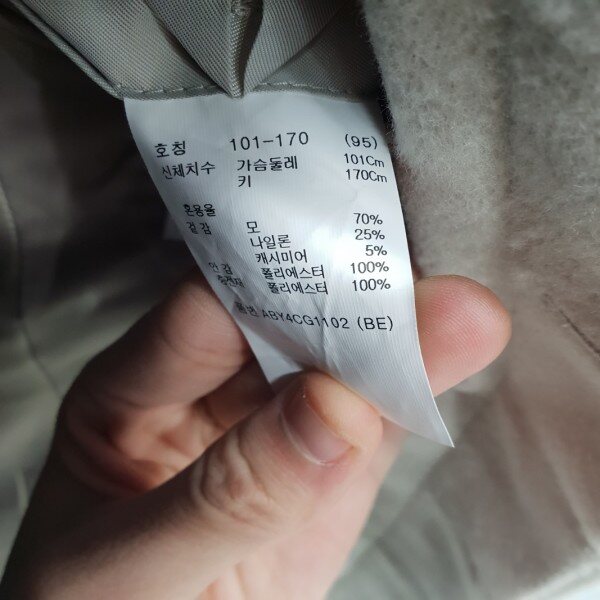 호칭 101-170 (95)
신체치수 가슴둘레 101Cm
키 170Cm
혼용율
겉감 모 70%
나일론 25%
캐시미어 5%
안감 폴리에스터 100%
충전재 폴리에스터 100%
품번 ABY4CG1102 (BE)